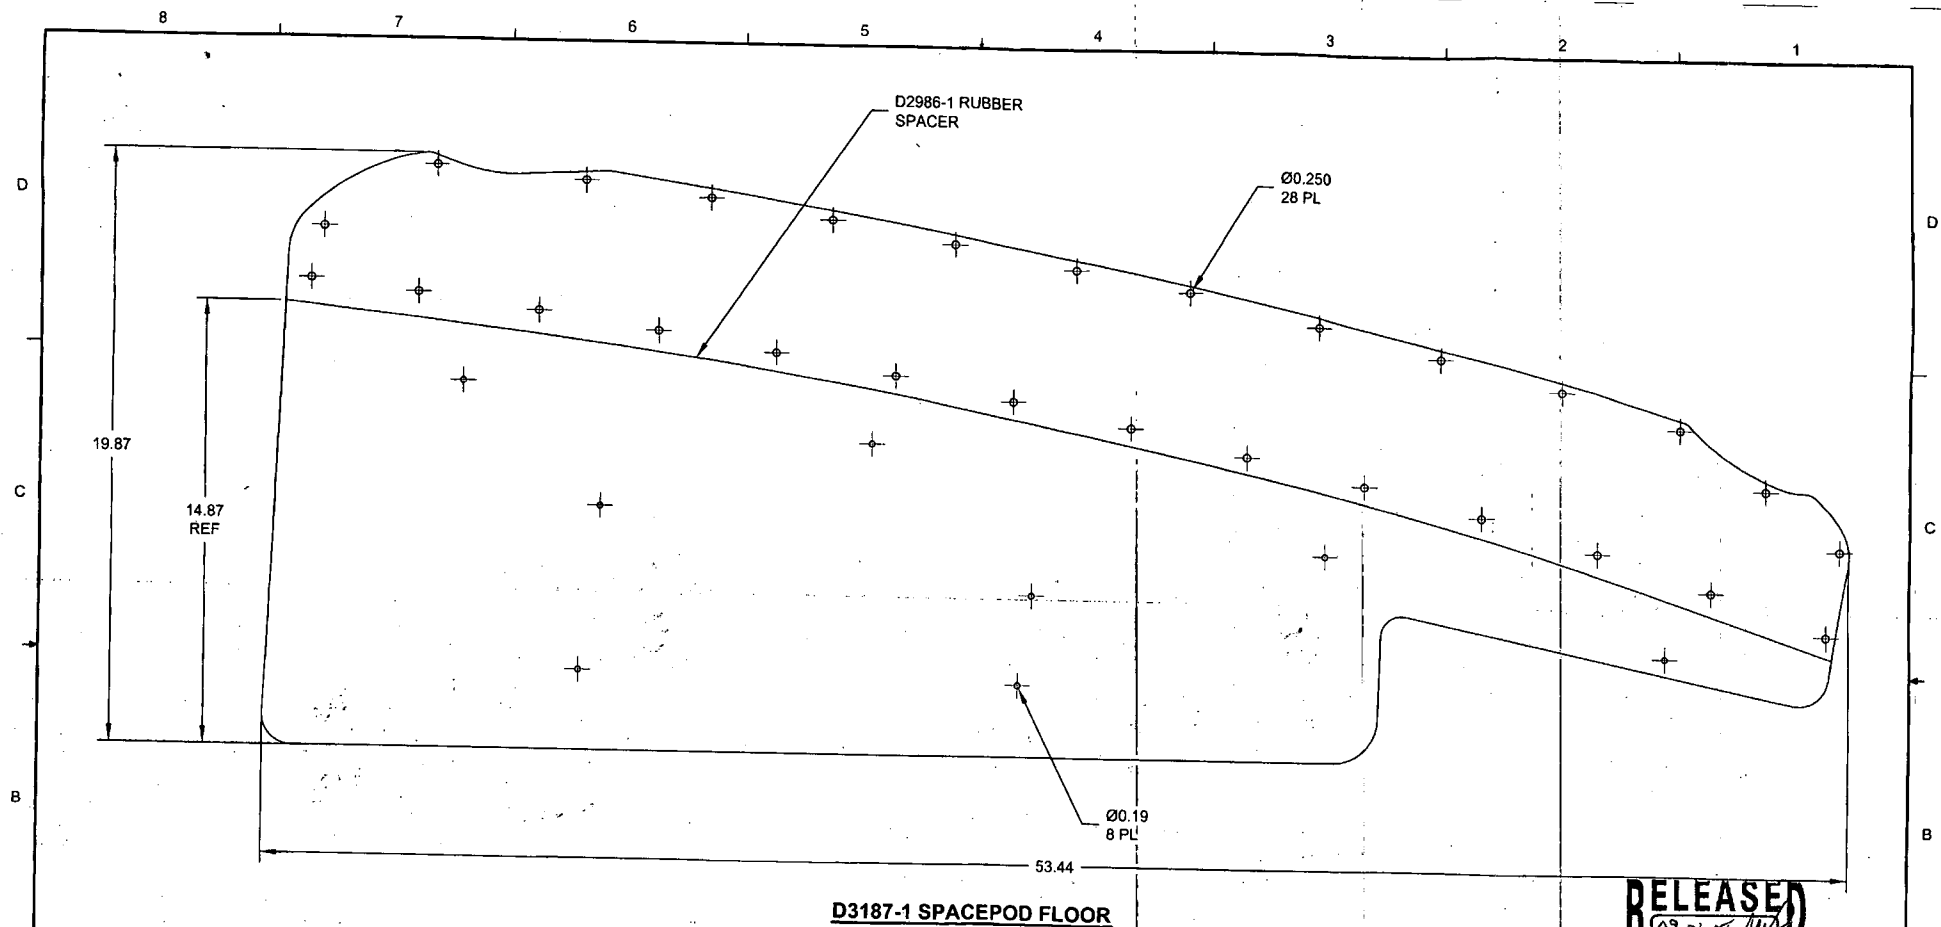 8 7 6 5 4 3 2 1
D2986-1 RUBBER
SPACER
D
Ø0.250
28 PL
D
19.87
14.87
REF
C
C
B
Ø0.19
8 PL
B
53.44
D3187-1 SPACEPOD FLOOR
RELEASED